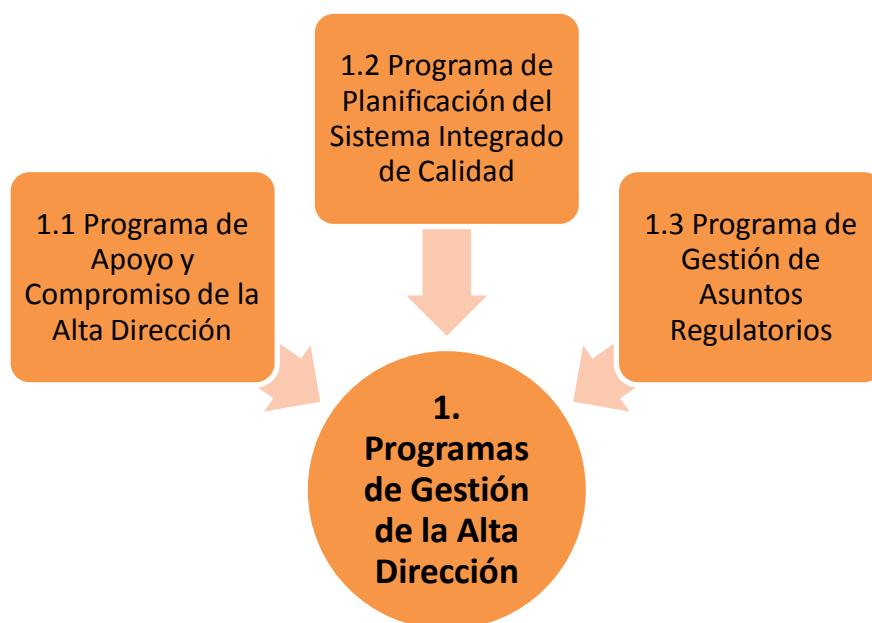 1.2 Programa de
Planificación del
Sistema Integrado
de Calidad
1.1 Programa de
Apoyo y
Compromiso de la
Alta Dirección
1.3 Programa de
Gestión de
Asuntos
Regulatorios
1.
Programas
de Gestión
de la Alta
Dirección